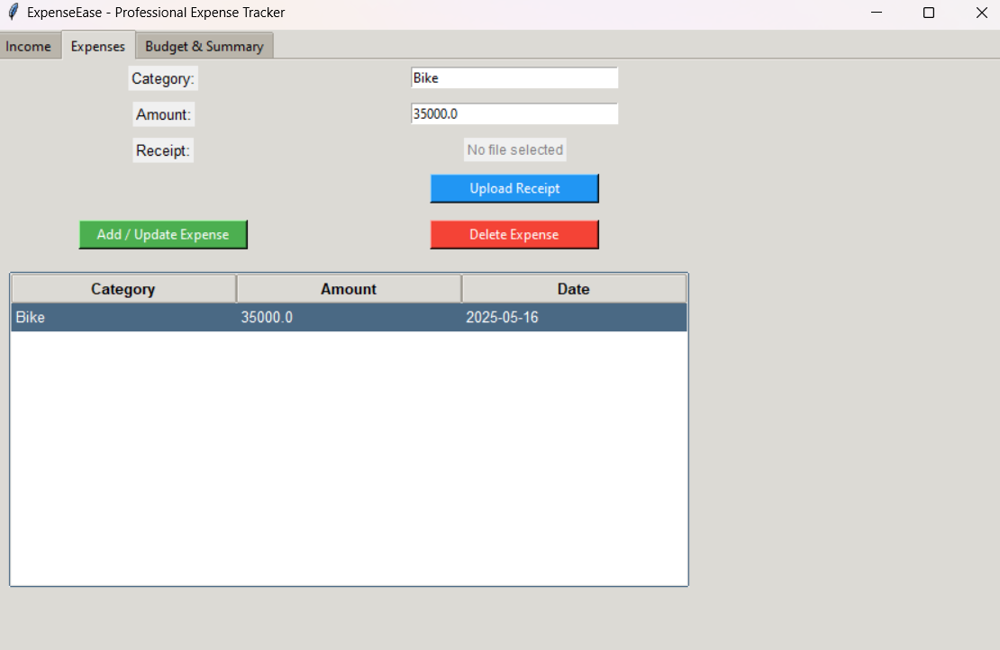 ExpenseEase - Professional Expense Tracker
Income Expenses Budget & Summary
Category: Bike
Amount: 35000.0
Receipt: No file selected
Upload Receipt
Add / Update Expense Delete Expense
Category Amount Date
Bike 35000.0 2025-05-16